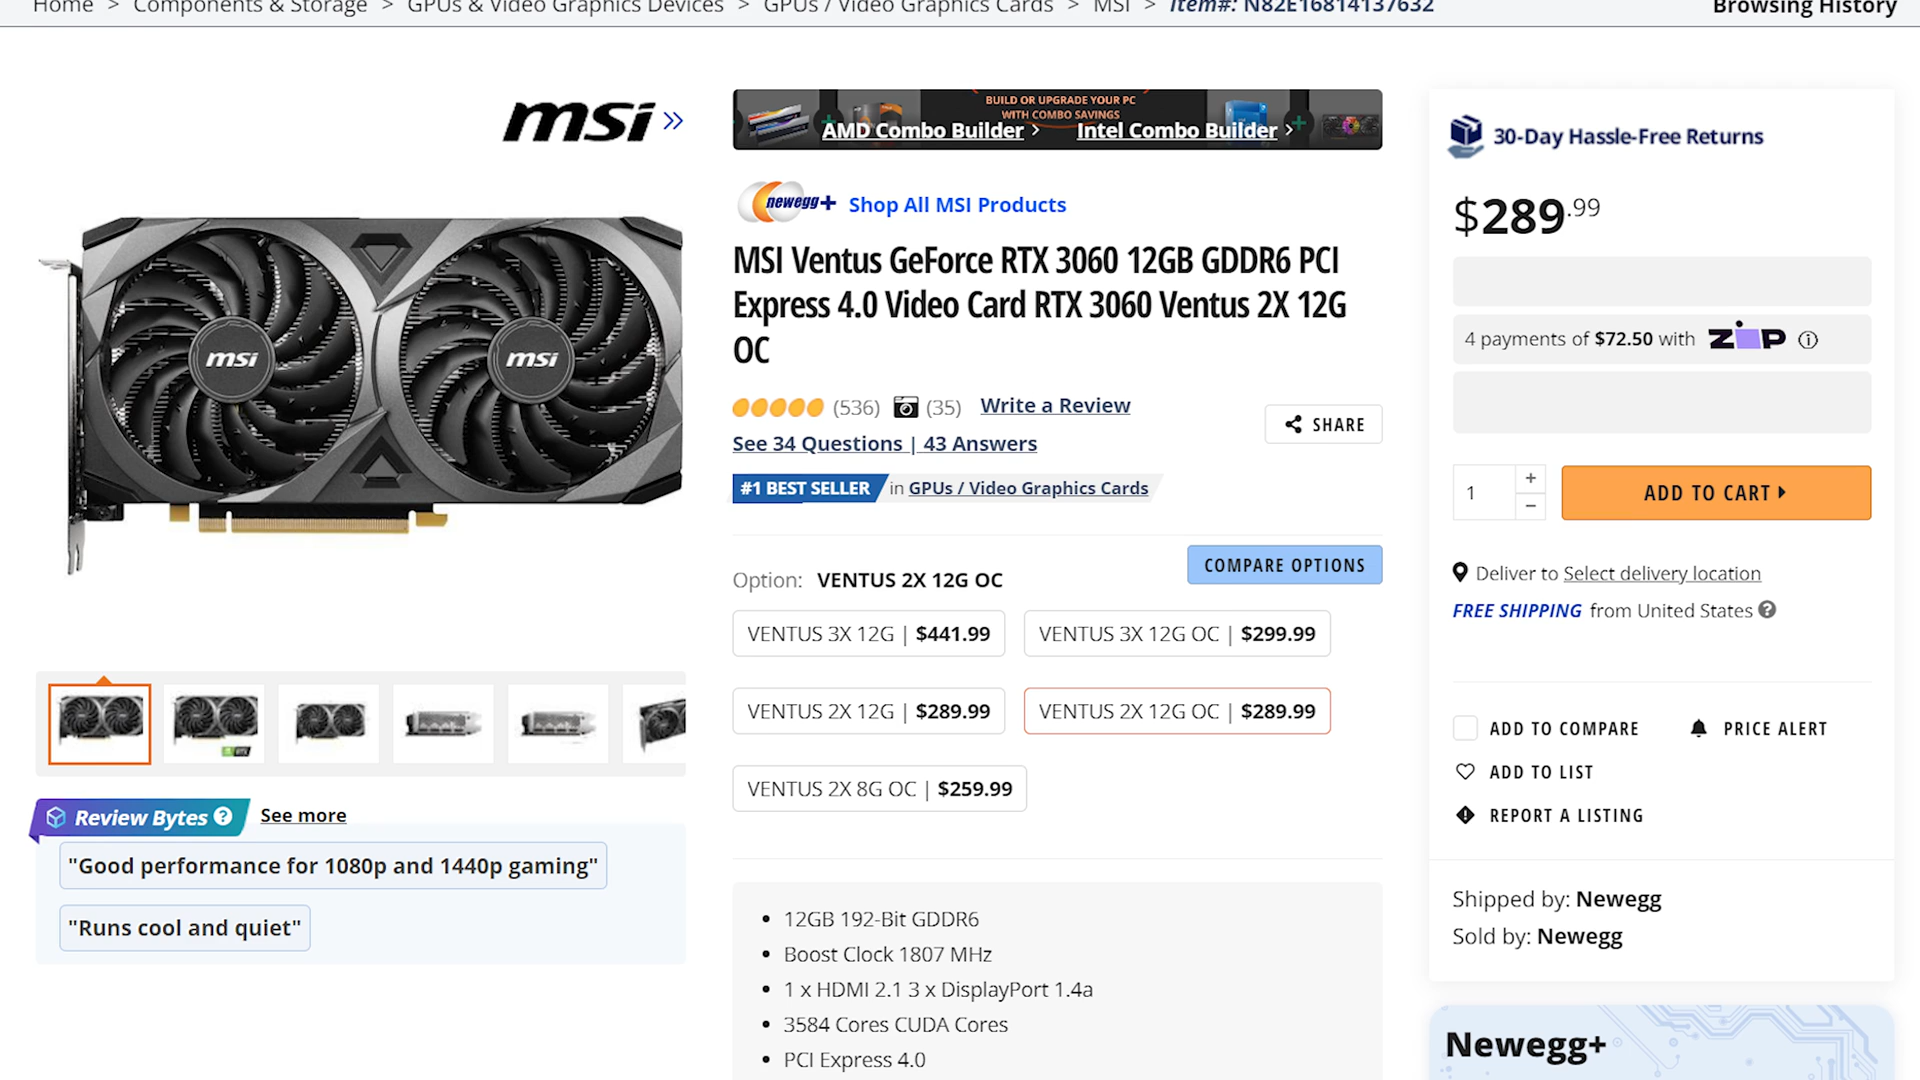 Home > Components & Storage > GPUs & Video Graphics Devices > GPUs / Video Graphics Cards > MSI > Item#: N82E16814137632
Browsing History
msi »
msi
msi
BUILD OR UPGRADE YOUR PC
WITH COMBO SAVINGS
AMD Combo Builder > Intel Combo Builder >
newegg+ Shop All MSI Products
MSI Ventus GeForce RTX 3060 12GB GDDR6 PCI
Express 4.0 Video Card RTX 3060 Ventus 2X 12G
OC
(536) (35) Write a Review
See 34 Questions | 43 Answers
SHARE
#1 BEST SELLER in GPUs / Video Graphics Cards
Option: VENTUS 2X 12G OC
COMPARE OPTIONS
VENTUS 3X 12G | $441.99
VENTUS 3X 12G OC | $299.99
VENTUS 2X 12G | $289.99
VENTUS 2X 12G OC | $289.99
VENTUS 2X 8G OC | $259.99
Review Bytes ? See more
"Good performance for 1080p and 1440p gaming"
"Runs cool and quiet"
• 12GB 192-Bit GDDR6
• Boost Clock 1807 MHz
• 1 x HDMI 2.1 3 x DisplayPort 1.4a
• 3584 Cores CUDA Cores
• PCI Express 4.0
30-Day Hassle-Free Returns
$289.99
4 payments of $72.50 with ZIP
1 + −
ADD TO CART
Deliver to Select delivery location
FREE SHIPPING from United States ?
ADD TO COMPARE
PRICE ALERT
ADD TO LIST
REPORT A LISTING
Shipped by: Newegg
Sold by: Newegg
Newegg+